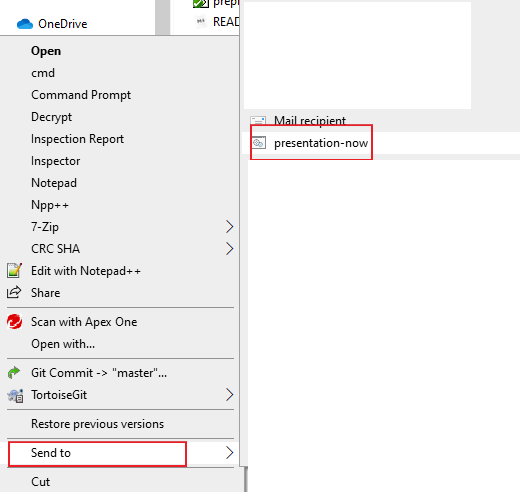 prepr
OneDrive
READ
Open
cmd
Command Prompt
Decrypt
Inspection Report
Inspector
Notepad
Npp++
7-Zip
CRC SHA
Edit with Notepad++
Share
Scan with Apex One
Open with...
Git Commit -> "master"...
TortoiseGit
Restore previous versions
Send to
Cut
Mail recipient
presentation-now